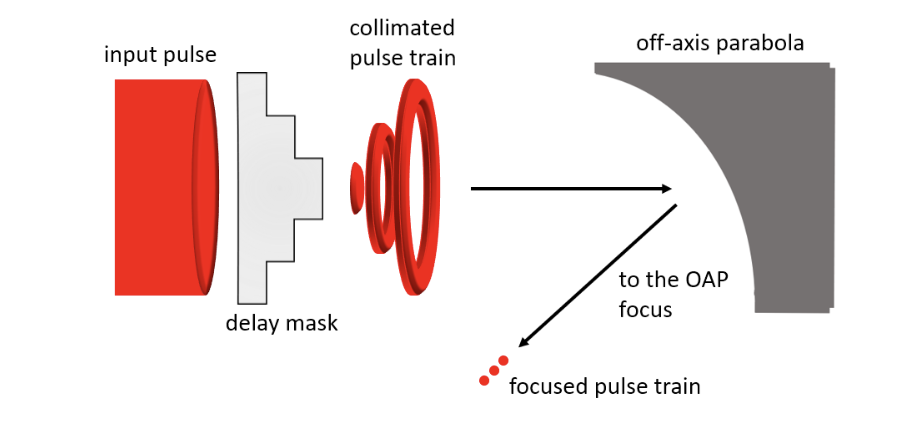 input pulse
collimated
pulse train
off-axis parabola
delay mask
to the OAP
focus
focused pulse train